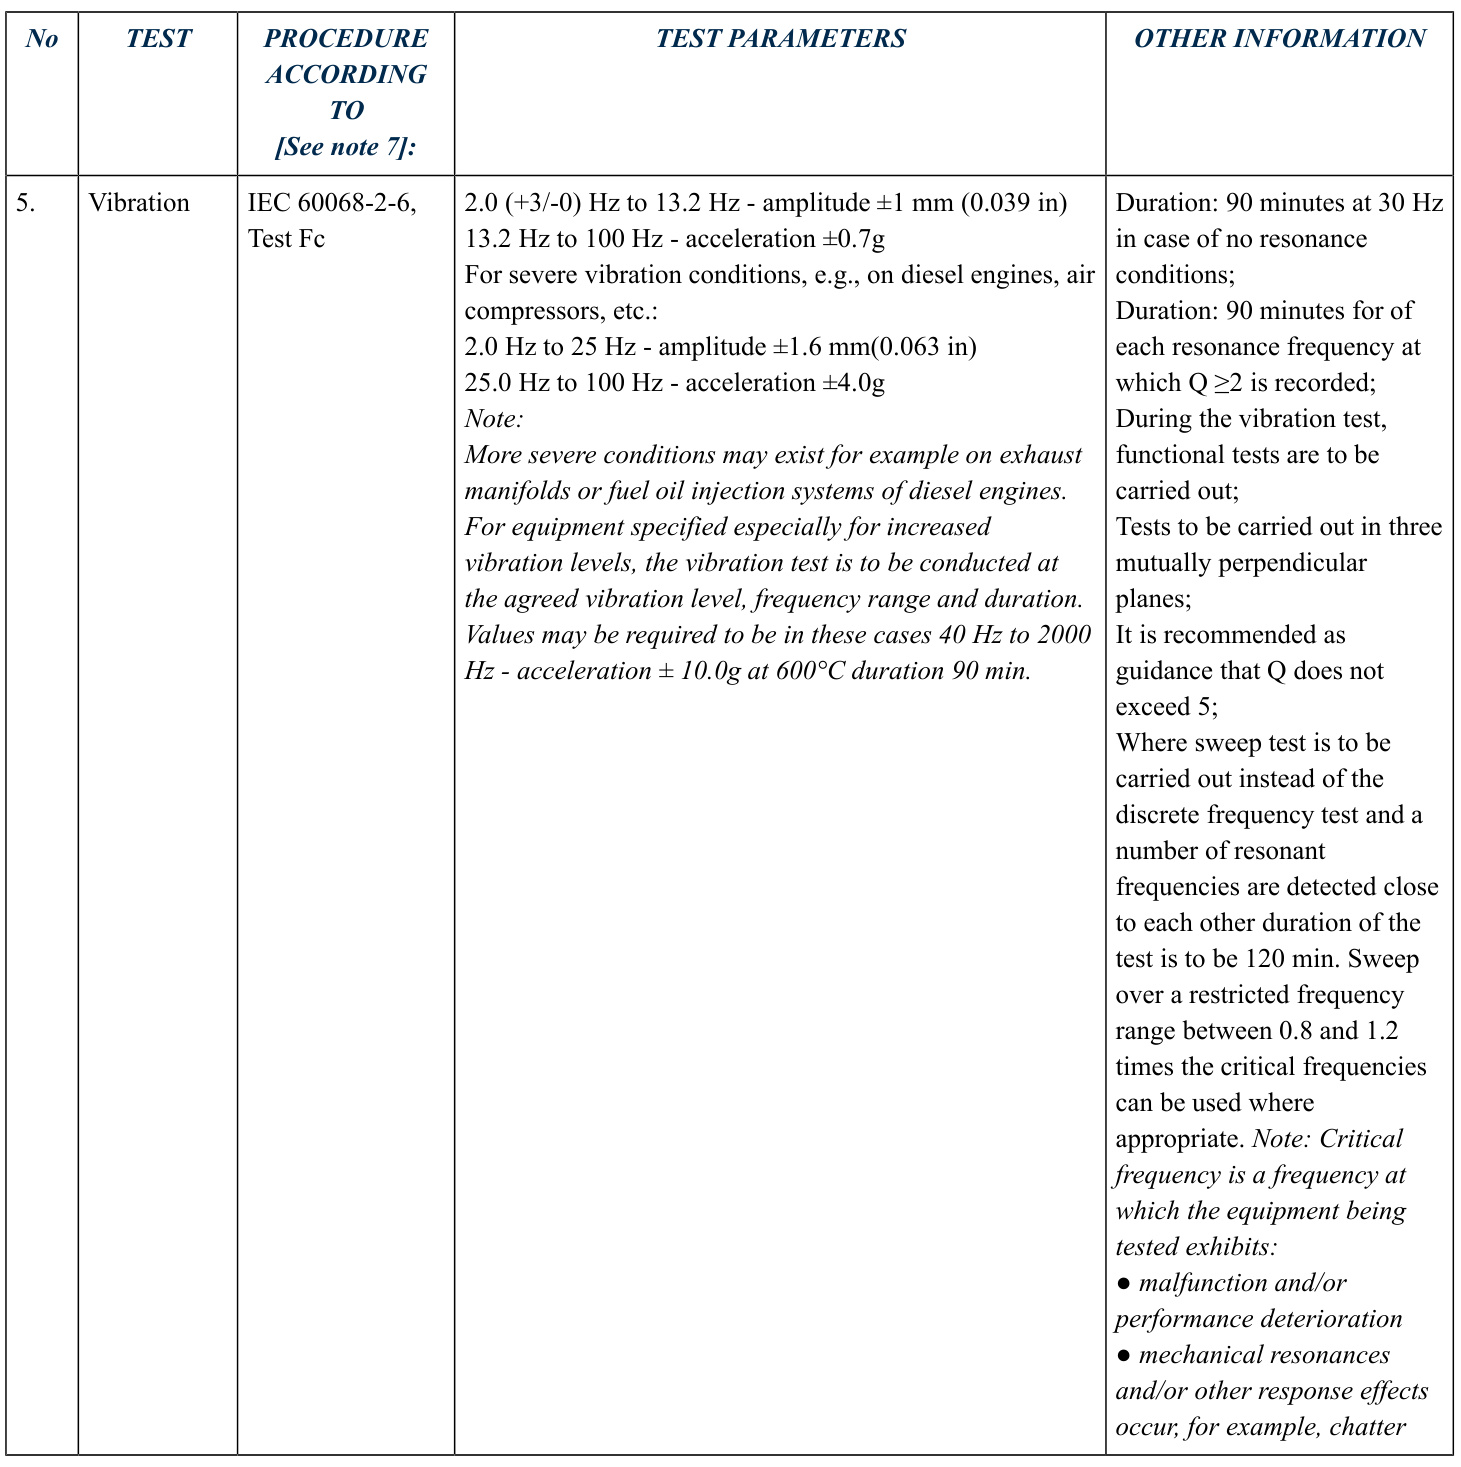 No
TEST
PROCEDURE
ACCORDING
TO
[See note 7]:
TEST PARAMETERS
OTHER INFORMATION
5.
Vibration
IEC 60068-2-6,
Test Fc
2.0 (+3/-0) Hz to 13.2 Hz - amplitude ±1 mm (0.039 in)
13.2 Hz to 100 Hz - acceleration ±0.7g
For severe vibration conditions, e.g., on diesel engines, air
compressors, etc.:
2.0 Hz to 25 Hz - amplitude ±1.6 mm(0.063 in)
25.0 Hz to 100 Hz - acceleration ±4.0g
Note:
More severe conditions may exist for example on exhaust
manifolds or fuel oil injection systems of diesel engines.
For equipment specified especially for increased
vibration levels, the vibration test is to be conducted at
the agreed vibration level, frequency range and duration.
Values may be required to be in these cases 40 Hz to 2000
Hz - acceleration ± 10.0g at 600°C duration 90 min.
Duration: 90 minutes at 30 Hz
in case of no resonance
conditions;
Duration: 90 minutes for of
each resonance frequency at
which Q ≥2 is recorded;
During the vibration test,
functional tests are to be
carried out;
Tests to be carried out in three
mutually perpendicular
planes;
It is recommended as
guidance that Q does not
exceed 5;
Where sweep test is to be
carried out instead of the
discrete frequency test and a
number of resonant
frequencies are detected close
to each other duration of the
test is to be 120 min. Sweep
over a restricted frequency
range between 0.8 and 1.2
times the critical frequencies
can be used where
appropriate. Note: Critical
frequency is a frequency at
which the equipment being
tested exhibits:
● malfunction and/or
performance deterioration
● mechanical resonances
and/or other response effects
occur, for example, chatter